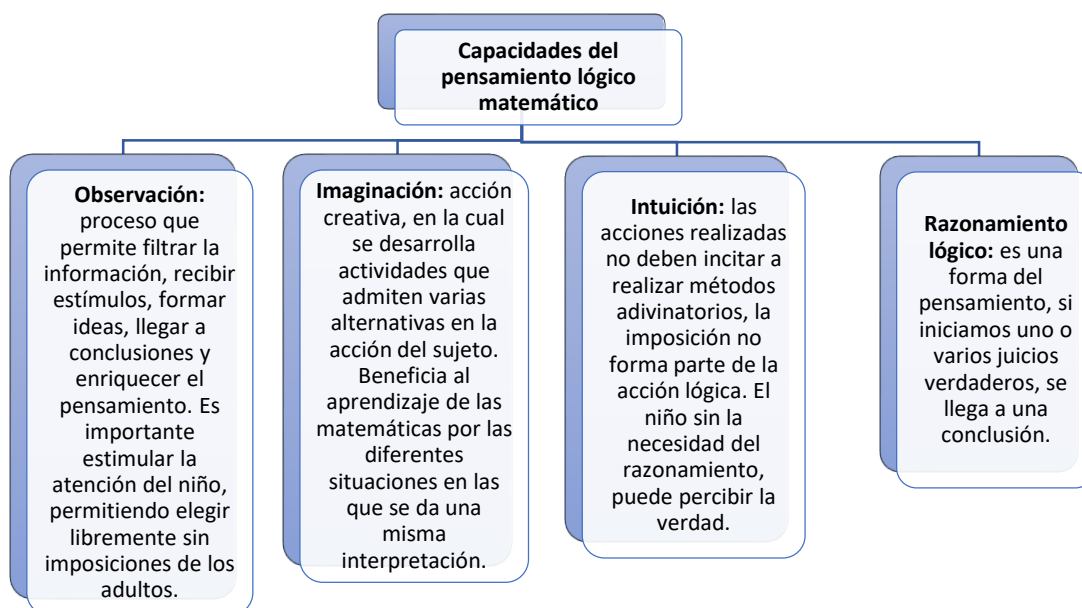 Capacidades del
pensamiento lógico
matemático
Observación:
proceso que
permite filtrar la
información, recibir
estímulos, formar
ideas, llegar a
conclusiones y
enriquecer el
pensamiento. Es
importante
estimular la
atención del niño,
permitiendo elegir
libremente sin
imposiciones de los
adultos.
Imaginación: acción
creativa, en la cual
se desarrolla
actividades que
admiten varias
alternativas en la
acción del sujeto.
Beneficia al
aprendizaje de las
matemáticas por las
diferentes
situaciones en las
que se da una
misma
interpretación.
Intuición: las
acciones realizadas
no deben incitar a
realizar métodos
adivinatorios, la
imposición no
forma parte de la
acción lógica. El
niño sin la
necesidad del
razonamiento,
puede percibir la
verdad.
Razonamiento
lógico: es una
forma del
pensamiento, si
iniciamos uno o
varios juicios
verdaderos, se
llega a una
conclusión.